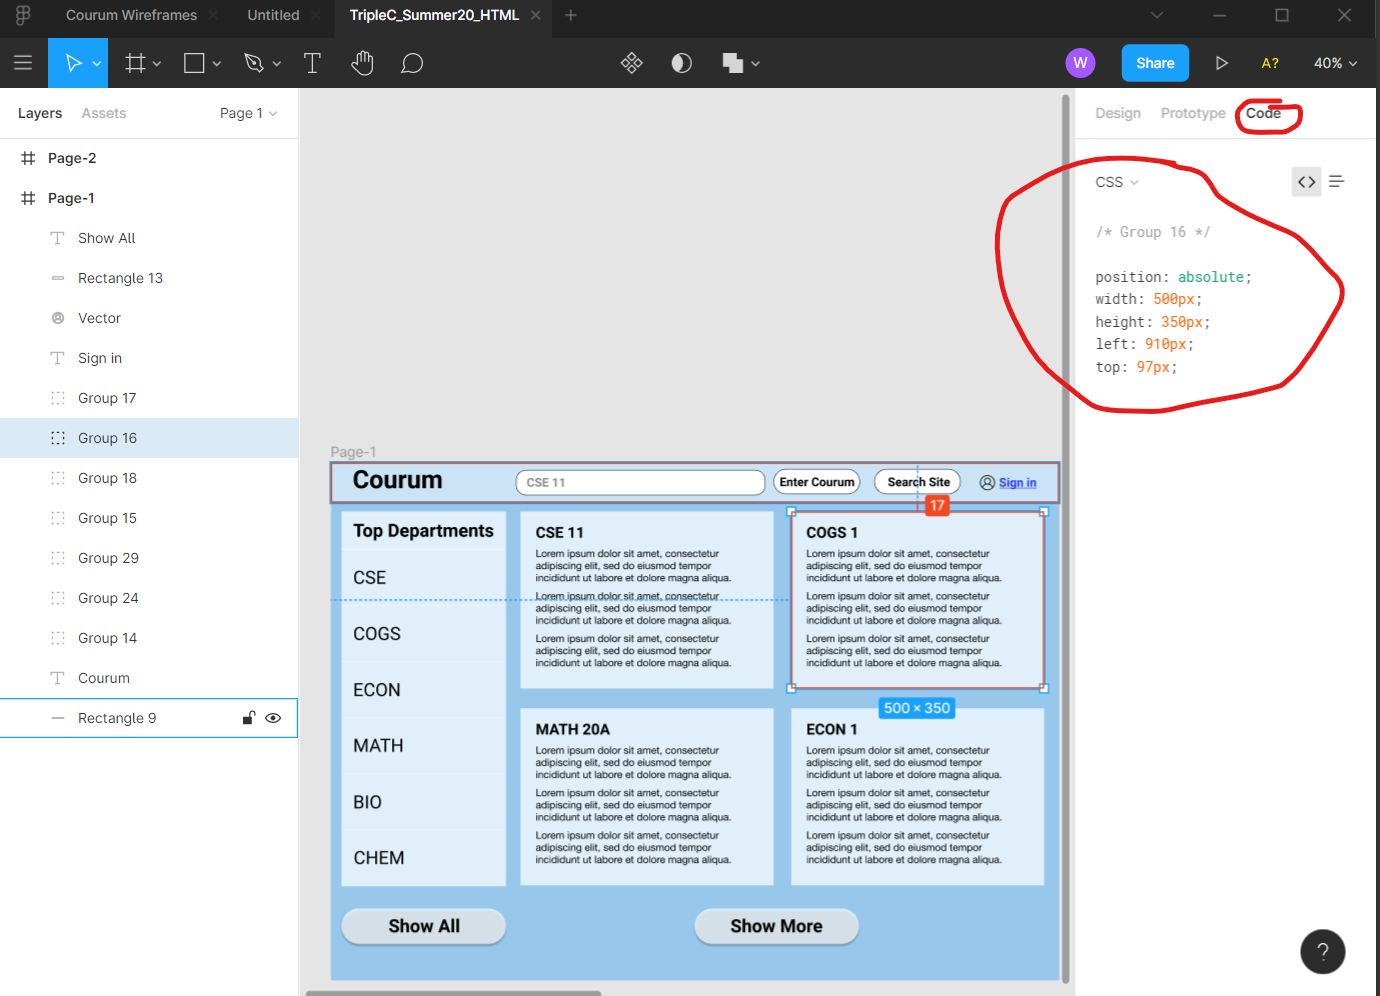 Courum Wireframes
Untitled
TripleC_Summer20_HTML
W
Share
A?
40%
Layers
Assets
Page 1
Design
Prototype
Code
Page-2
Page-1
Show All
Rectangle 13
Vector
Sign in
Group 17
Group 16
Group 18
Group 15
Group 29
Group 24
Group 14
Courum
Rectangle 9
CSS
/* Group 16 */
position: absolute;
width: 500px;
height: 350px;
left: 910px;
top: 97px;
Page-1
Courum
CSE 11
Enter Courum
Search Site
Sign in
17
Top Departments
CSE
COGS
ECON
MATH
BIO
CHEM
CSE 11
Lorem ipsum dolor sit amet, consectetur
adipiscing elit, sed do eiusmod tempor
incididunt ut labore et dolore magna aliqua.
Lorem ipsum dolor sit amet, consectetur
adipiscing elit, sed do eiusmod tempor
incididunt ut labore et dolore magna aliqua.
Lorem ipsum dolor sit amet, consectetur
adipiscing elit, sed do eiusmod tempor
incididunt ut labore et dolore magna aliqua.
COGS 1
Lorem ipsum dolor sit amet, consectetur
adipiscing elit, sed do eiusmod tempor
incididunt ut labore et dolore magna aliqua.
Lorem ipsum dolor sit amet, consectetur
adipiscing elit, sed do eiusmod tempor
incididunt ut labore et dolore magna aliqua.
Lorem ipsum dolor sit amet, consectetur
adipiscing elit, sed do eiusmod tempor
incididunt ut labore et dolore magna aliqua.
500 × 350
MATH 20A
Lorem ipsum dolor sit amet, consectetur
adipiscing elit, sed do eiusmod tempor
incididunt ut labore et dolore magna aliqua.
Lorem ipsum dolor sit amet, consectetur
adipiscing elit, sed do eiusmod tempor
incididunt ut labore et dolore magna aliqua.
Lorem ipsum dolor sit amet, consectetur
adipiscing elit, sed do eiusmod tempor
incididunt ut labore et dolore magna aliqua.
ECON 1
Lorem ipsum dolor sit amet, consectetur
adipiscing elit, sed do eiusmod tempor
incididunt ut labore et dolore magna aliqua.
Lorem ipsum dolor sit amet, consectetur
adipiscing elit, sed do eiusmod tempor
incididunt ut labore et dolore magna aliqua.
Lorem ipsum dolor sit amet, consectetur
adipiscing elit, sed do eiusmod tempor
incididunt ut labore et dolore magna aliqua.
Show All
Show More
?